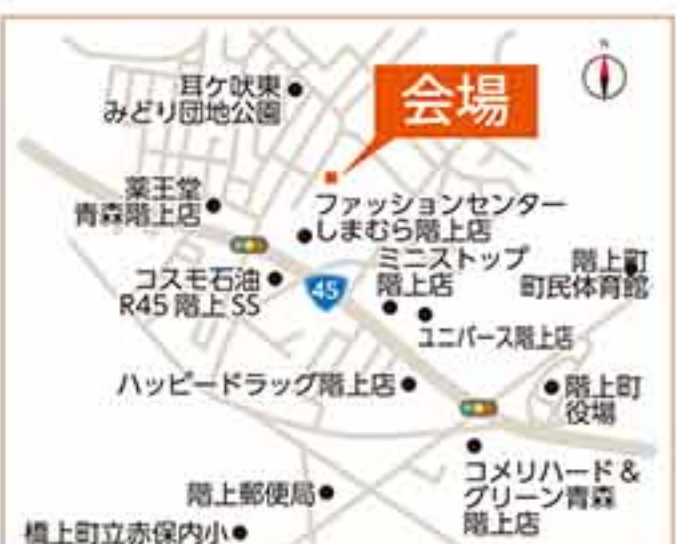 N
耳ケ吠東
みどり団地公園
会場
薬王堂
青森階上店
ファッションセンター
しまむら階上店
コスモ石油
R45 階上 SS
45
ミニストップ
階上店
階上町
町民体育館
ユニバース階上店
ハッピードラッグ階上店
階上町
役場
コメリハード &
グリーン青森
階上店
階上郵便局
橋上町立赤保内小